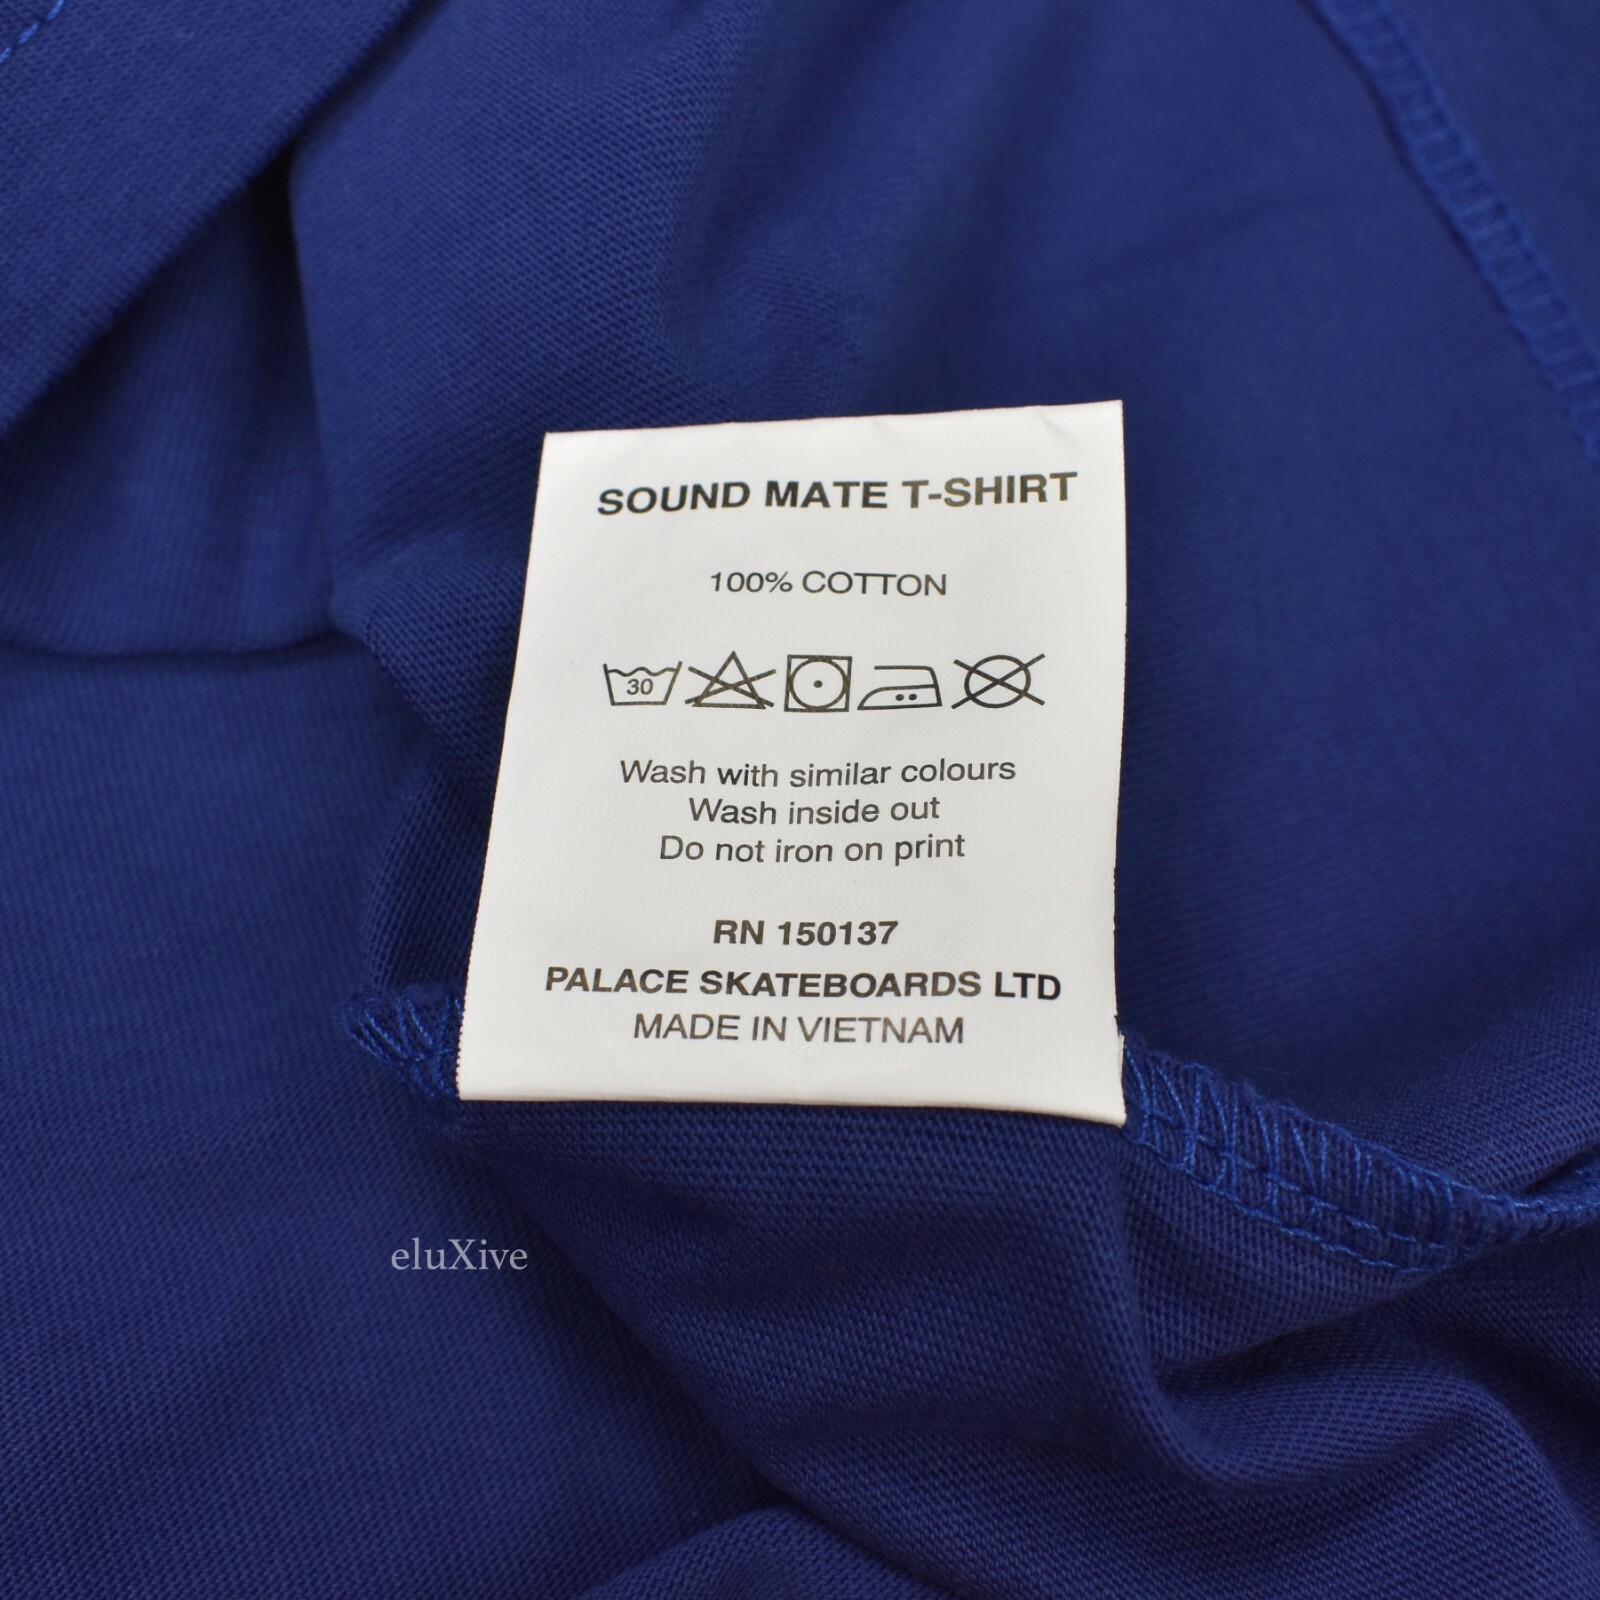 SOUND MATE T-SHIRT
100% COTTON
30
Wash with similar colours
Wash inside out
Do not iron on print
RN 150137
PALACE SKATEBOARDS LTD
MADE IN VIETNAM
eluXive